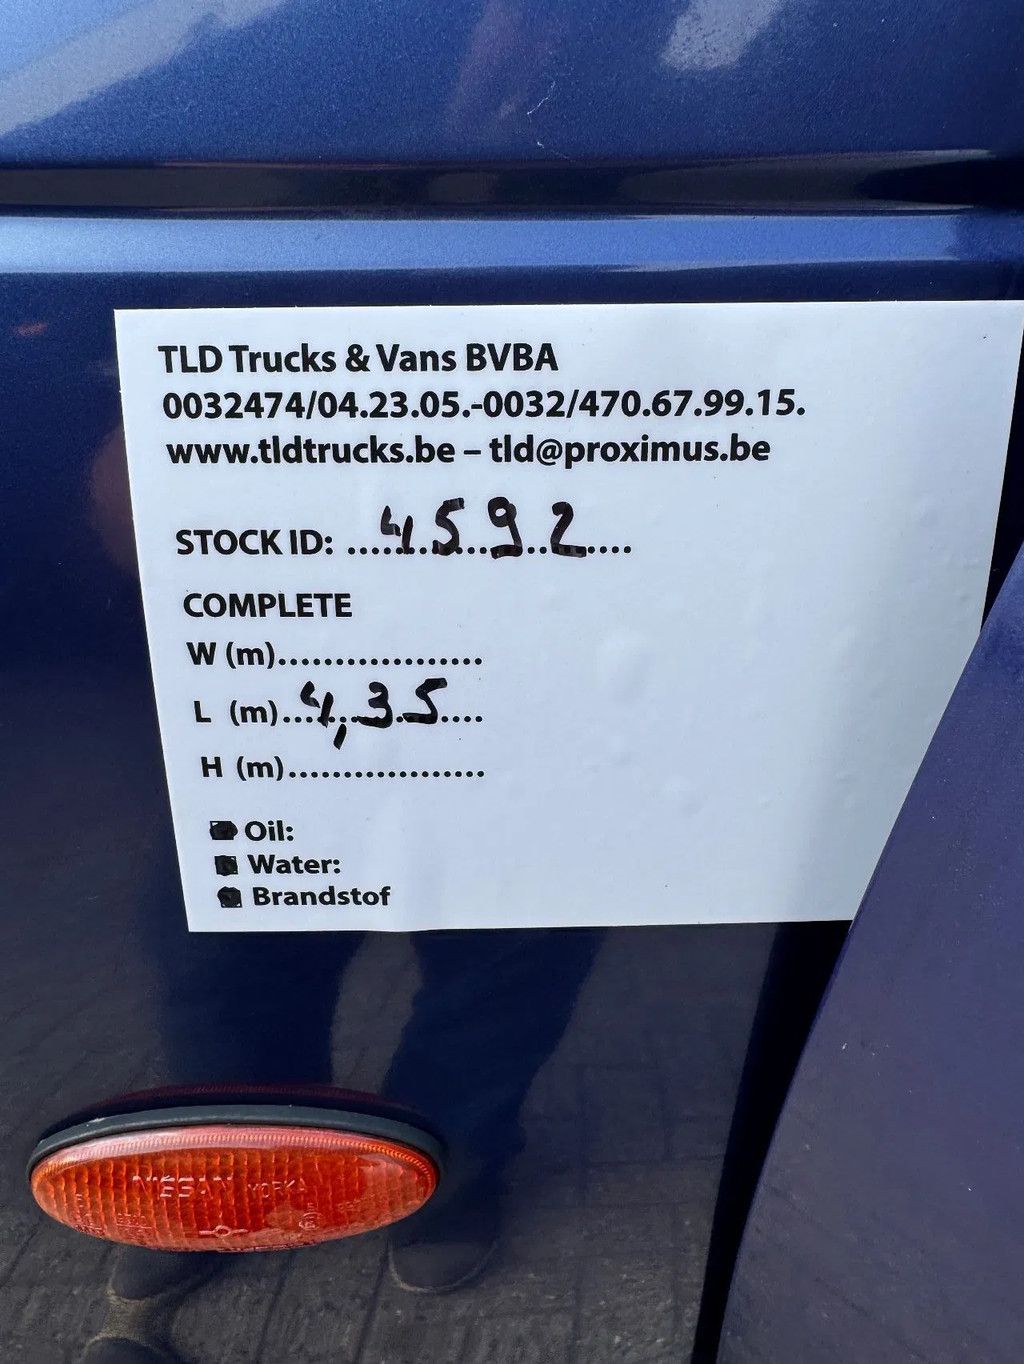 TLD Trucks & Vans BVBA
0032474/04.23.05.-0032/470.67.99.15.
www.tldtrucks.be – tld@proximus.be
STOCK ID: ....4592....
COMPLETE
W (m)..................
L (m)...4,35....
H (m)..................
Oil:
Water:
Brandstof
NISSAN